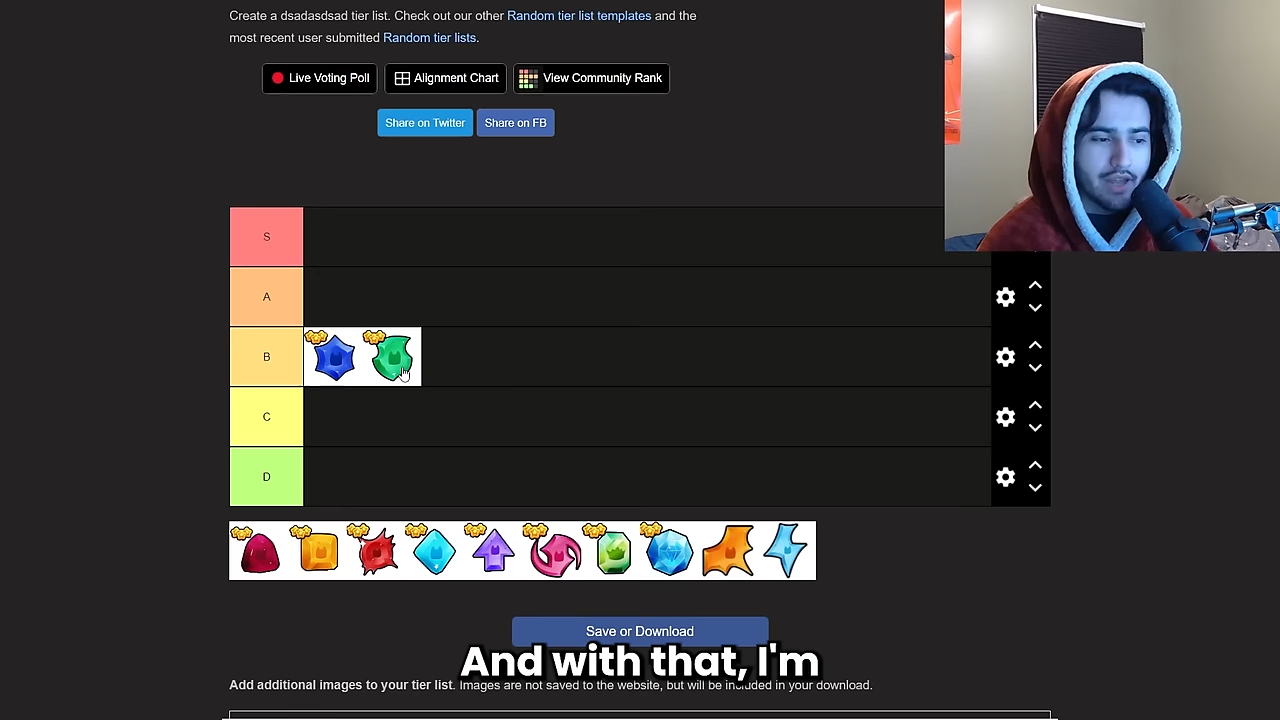 Create a dsadasdsad tier list. Check out our other Random tier list templates and the
most recent user submitted Random tier lists.
Live Voting Poll
Alignment Chart
View Community Rank
Share on Twitter
Share on FB
S
A
B
C
D
Save or Download
And with that, I'm
Add additional images to your tier list. Images are not saved to the website, but will be included in your download.